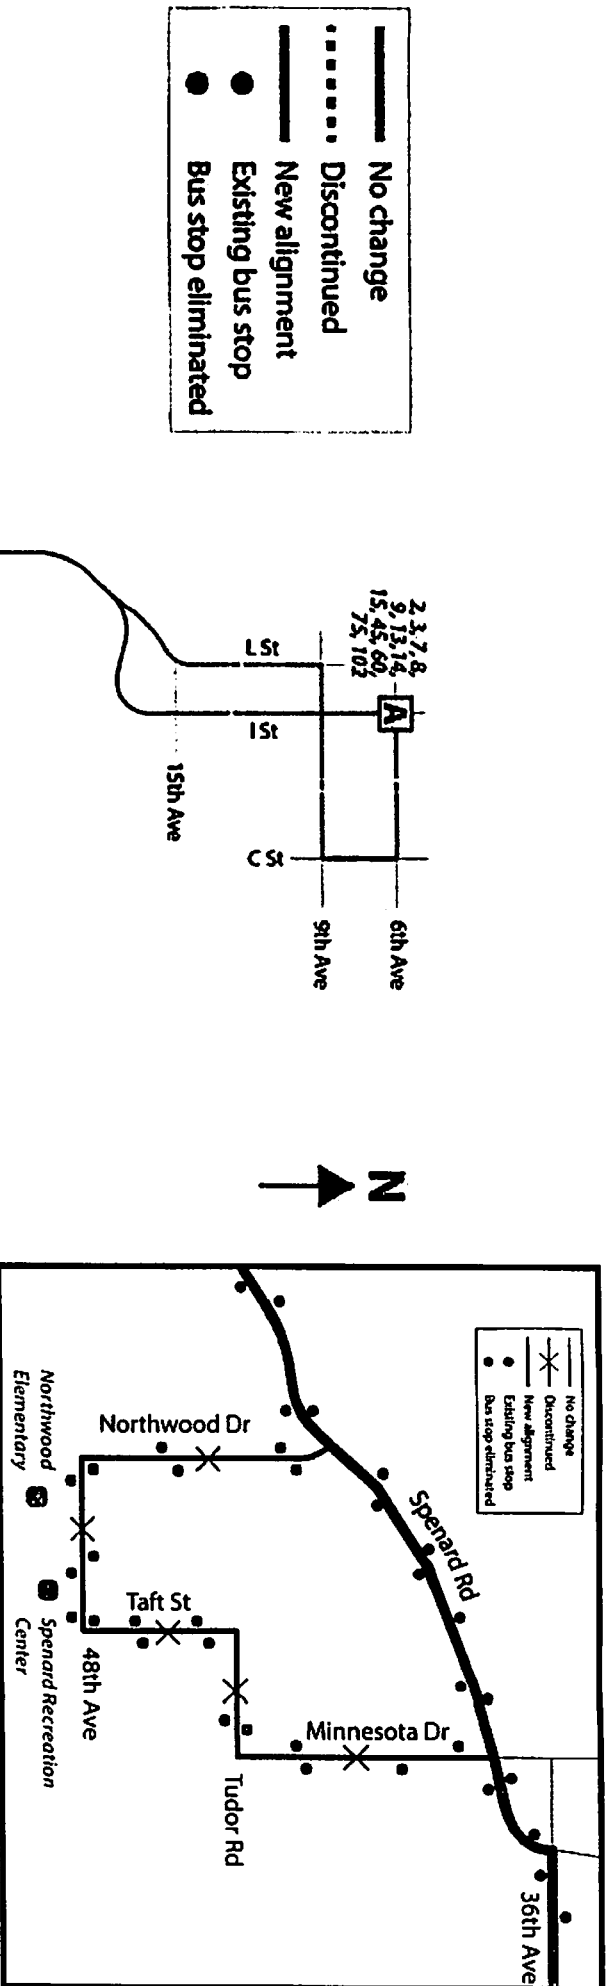 No change
Discontinued
New alignment
Existing bus stop
Bus stop eliminated
2, 3, 7, 8,
9, 13, 14,
15, 45, 60,
75, 102
A
L St
I St
15th Ave
C St
9th Ave
6th Ave
N
No change
Discontinued
New alignment
Existing bus stop
Bus stop eliminated
Northwood Dr
Spenard Rd
Northwood
Elementary
Taft St
48th Ave
Spenard Recreation
Center
Minnesota Dr
Tudor Rd
36th Ave